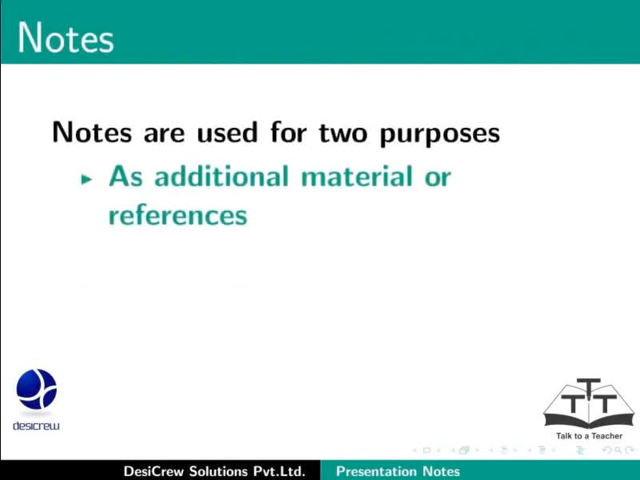 Notes
Notes are used for two purposes
As additional material or
references
desicrew
TTT
Talk to a Teacher
DesiCrew Solutions Pvt.Ltd. Presentation Notes